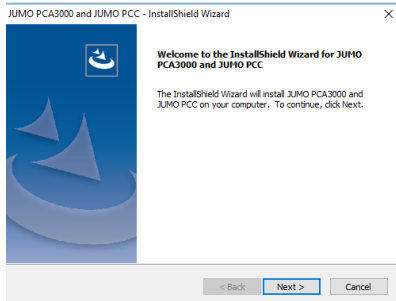 JUMO PCA3000 and JUMO PCC - InstallShield Wizard
Welcome to the InstallShield Wizard for JUMO
PCA3000 and JUMO PCC
The InstallShield Wizard will install JUMO PCA3000 and
JUMO PCC on your computer. To continue, click Next.
< Back Next > Cancel